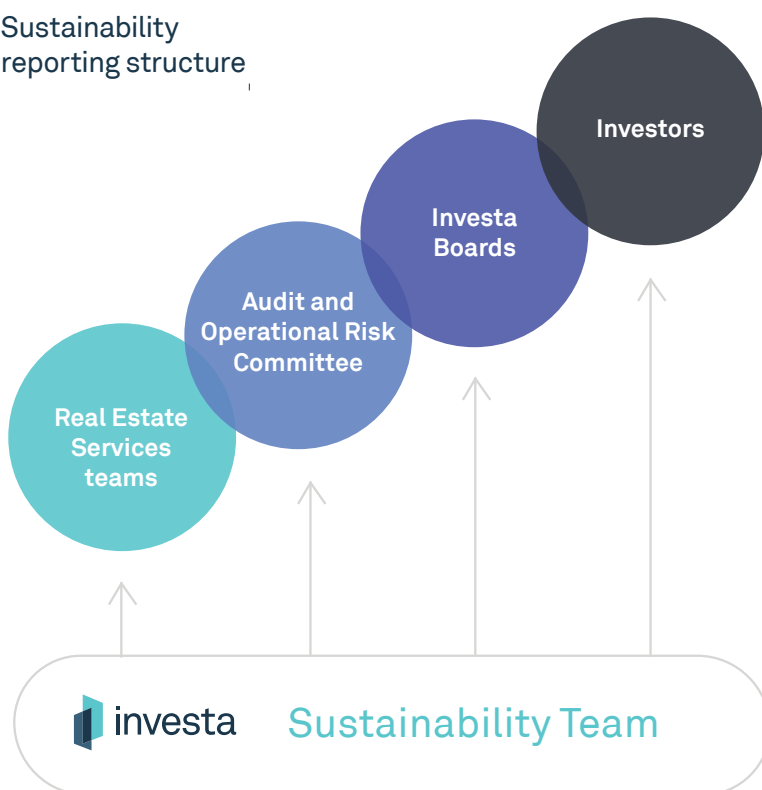 Sustainability
reporting structure
Investors
Investa
Boards
Audit and
Operational Risk
Committee
Real Estate
Services
teams
investa
Sustainability Team